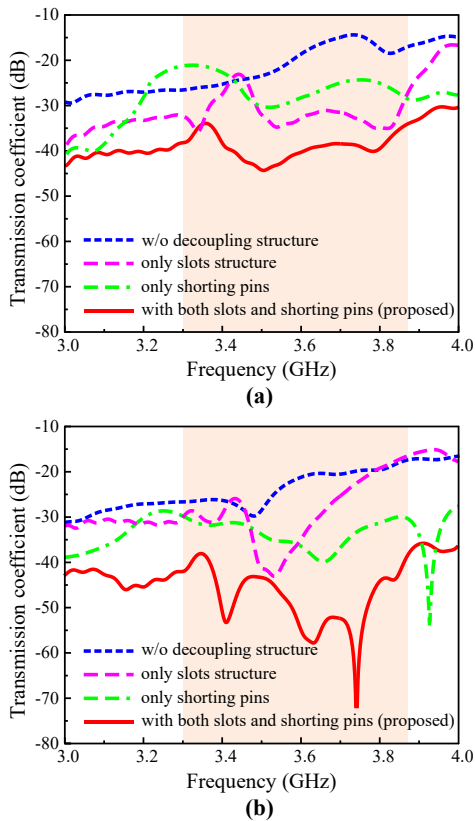 -10
-20
-30
-40
-50
-60
-70
-80
Transmission coefficient (dB)
w/o decoupling structure
only slots structure
only shorting pins
with both slots and shorting pins (proposed)
3.0 3.2 3.4 3.6 3.8 4.0
Frequency (GHz)
(a)
-10
-20
-30
-40
-50
-60
-70
-80
Transmission coefficient (dB)
w/o decoupling structure
only slots structure
only shorting pins
with both slots and shorting pins (proposed)
3.0 3.2 3.4 3.6 3.8 4.0
Frequency (GHz)
(b)